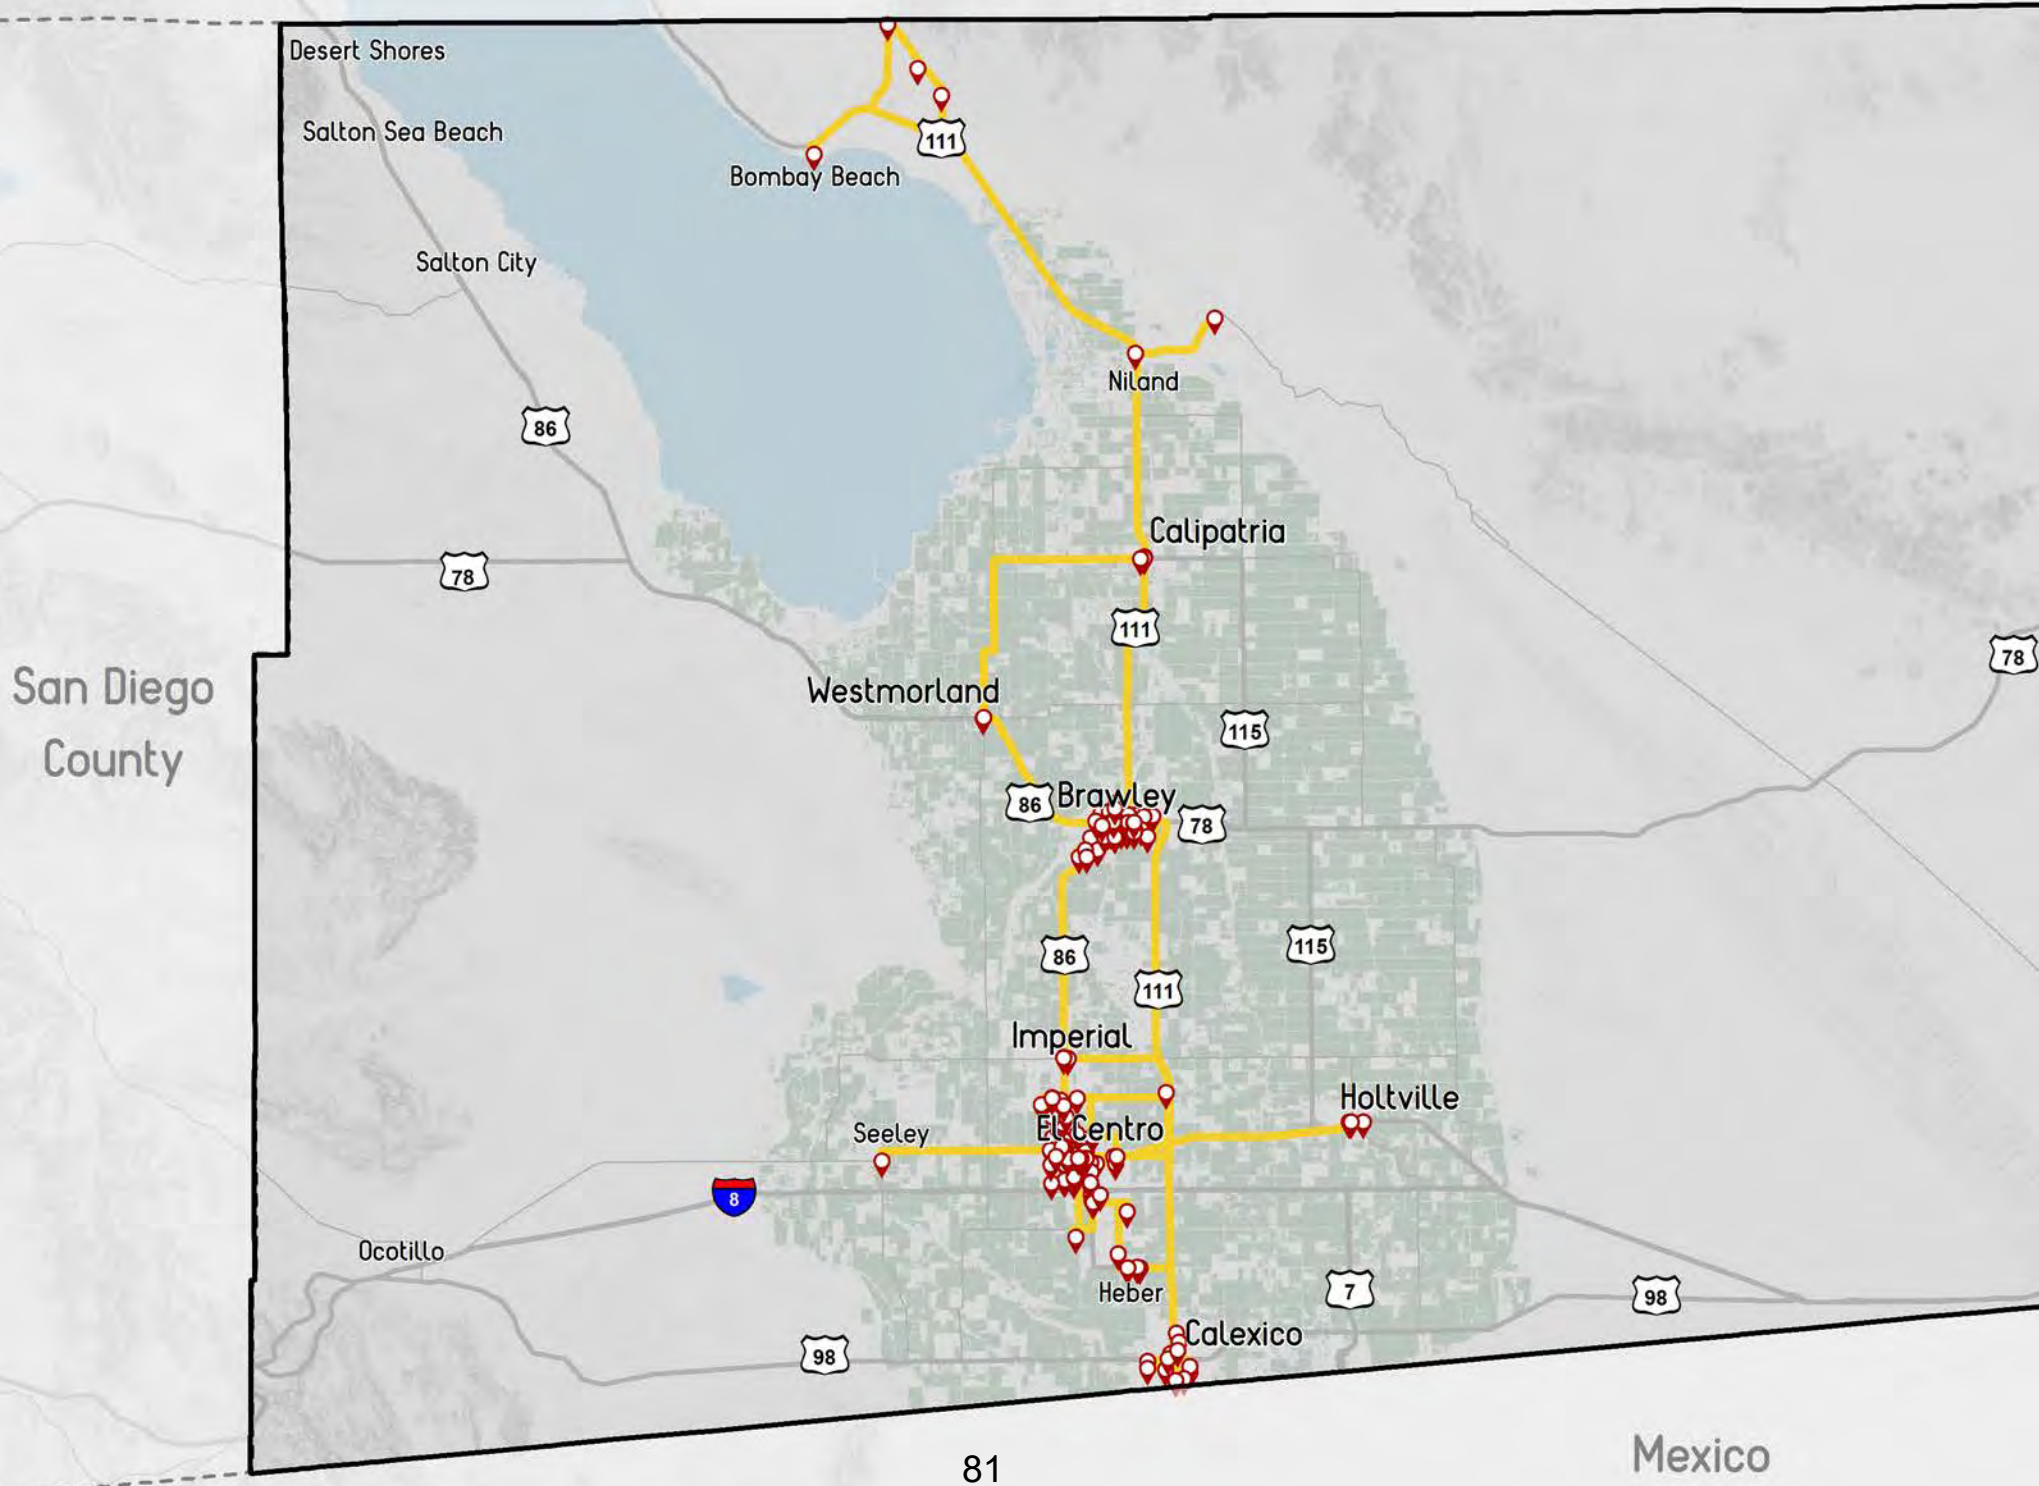 Desert Shores
Salton Sea Beach
111
Bombay Beach
Salton City
Niland
86
Calipatria
78
111
78
San Diego
County
Westmorland
115
86
Brawley
78
115
86
111
Imperial
Holtville
El Centro
Seeley
8
Ocotillo
Heber
7
98
Calexico
98
Mexico
81